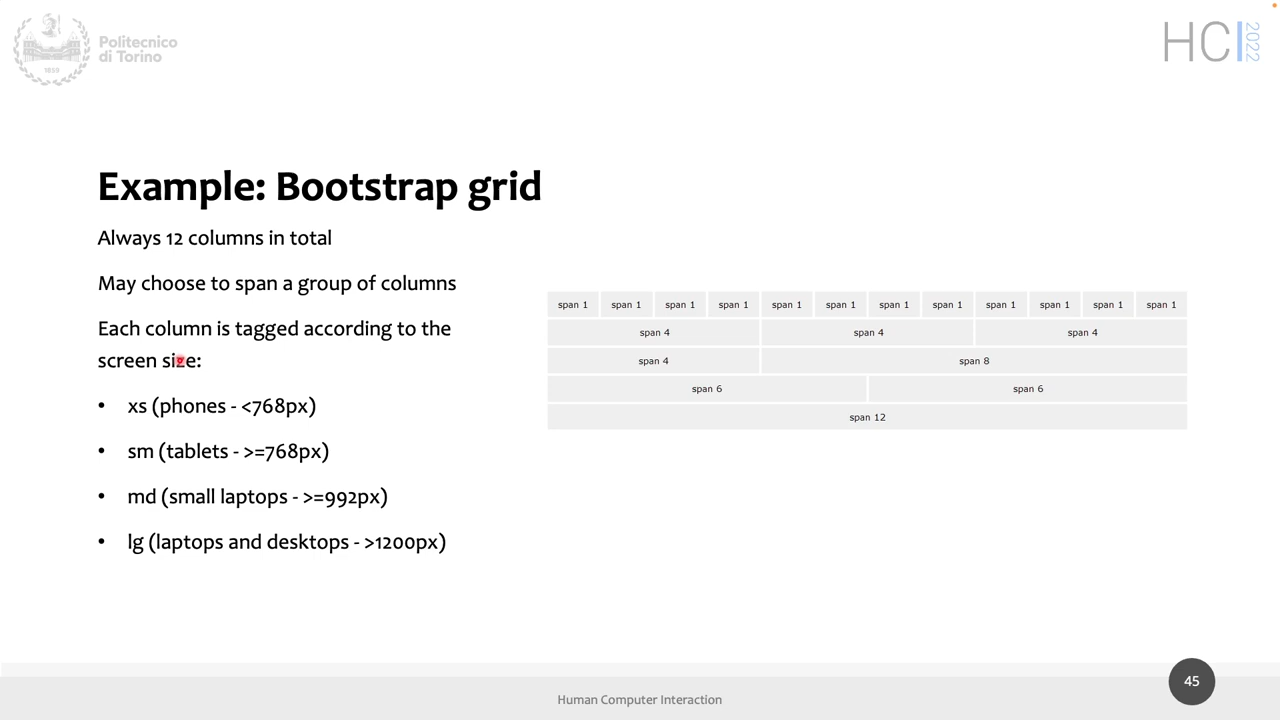 Politecnico
di Torino
1859
HCI 2022
Example: Bootstrap grid
Always 12 columns in total
May choose to span a group of columns
Each column is tagged according to the
screen size:
• xs (phones - <768px)
• sm (tablets - >=768px)
• md (small laptops - >=992px)
• lg (laptops and desktops - >1200px)
span 1 span 1 span 1 span 1 span 1 span 1 span 1 span 1 span 1 span 1 span 1 span 1
span 4 span 4 span 4
span 4 span 8
span 6 span 6
span 12
Human Computer Interaction
45